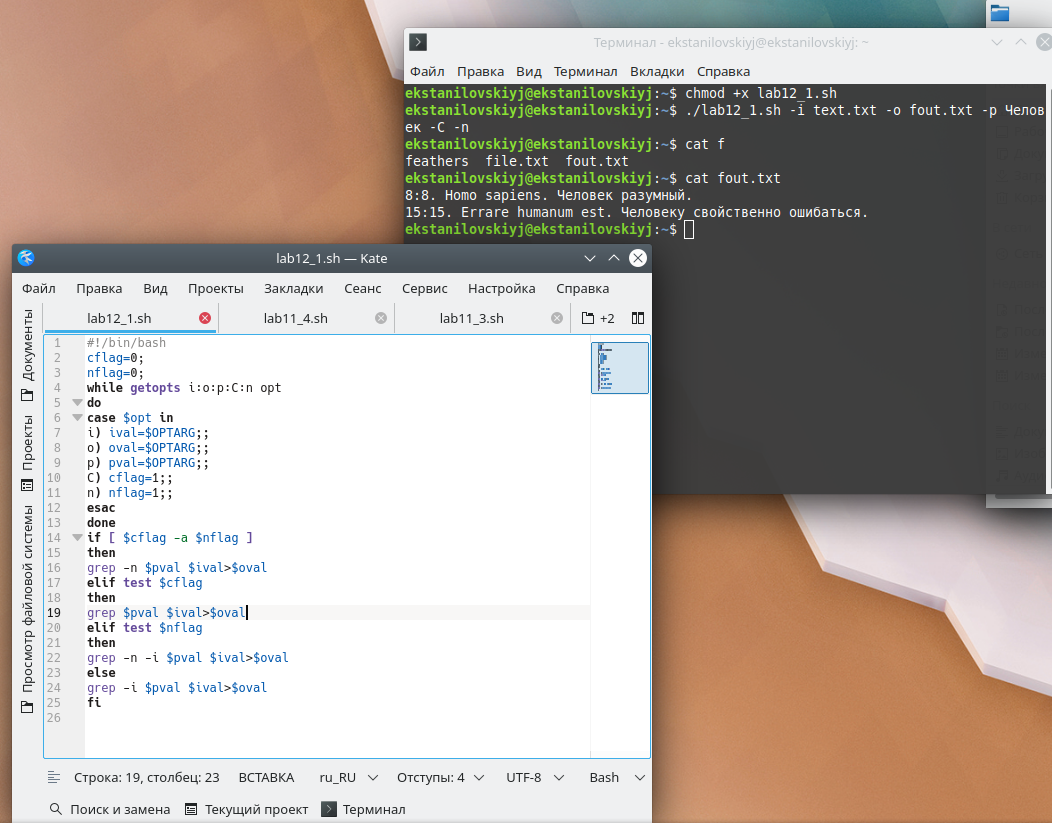 Терминал - ekstanilovskiyj@ekstanilovskiyj: ~
Файл Правка Вид Терминал Вкладки Справка
ekstanilovskiyj@ekstanilovskiyj:~$ chmod +x lab12_1.sh
ekstanilovskiyj@ekstanilovskiyj:~$ ./lab12_1.sh -i text.txt -o fout.txt -p Челов
ек -C -n
ekstanilovskiyj@ekstanilovskiyj:~$ cat f
feathers file.txt fout.txt
ekstanilovskiyj@ekstanilovskiyj:~$ cat fout.txt
8:8. Homo sapiens. Человек разумный.
15:15. Errare humanum est. Человеку свойственно ошибаться.
ekstanilovskiyj@ekstanilovskiyj:~$
lab12_1.sh — Kate
Файл Правка Вид Проекты Закладки Сеанс Сервис Настройка Справка
lab12_1.sh lab11_4.sh lab11_3.sh +2
Документы
Проекты
Просмотр файловой системы
1 #!/bin/bash
2 cflag=0;
3 nflag=0;
4 while getopts i:o:p:C:n opt
5 do
6 case $opt in
7 i) ival=$OPTARG;;
8 o) oval=$OPTARG;;
9 p) pval=$OPTARG;;
10 C) cflag=1;;
11 n) nflag=1;;
12 esac
13 done
14 if [ $cflag -a $nflag ]
15 then
16 grep -n $pval $ival>$oval
17 elif test $cflag
18 then
19 grep $pval $ival>$oval
20 elif test $nflag
21 then
22 grep -n -i $pval $ival>$oval
23 else
24 grep -i $pval $ival>$oval
25 fi
26
Строка: 19, столбец: 23 ВСТАВКА ru_RU Отступы: 4 UTF-8 Bash
Поиск и замена Текущий проект Терминал